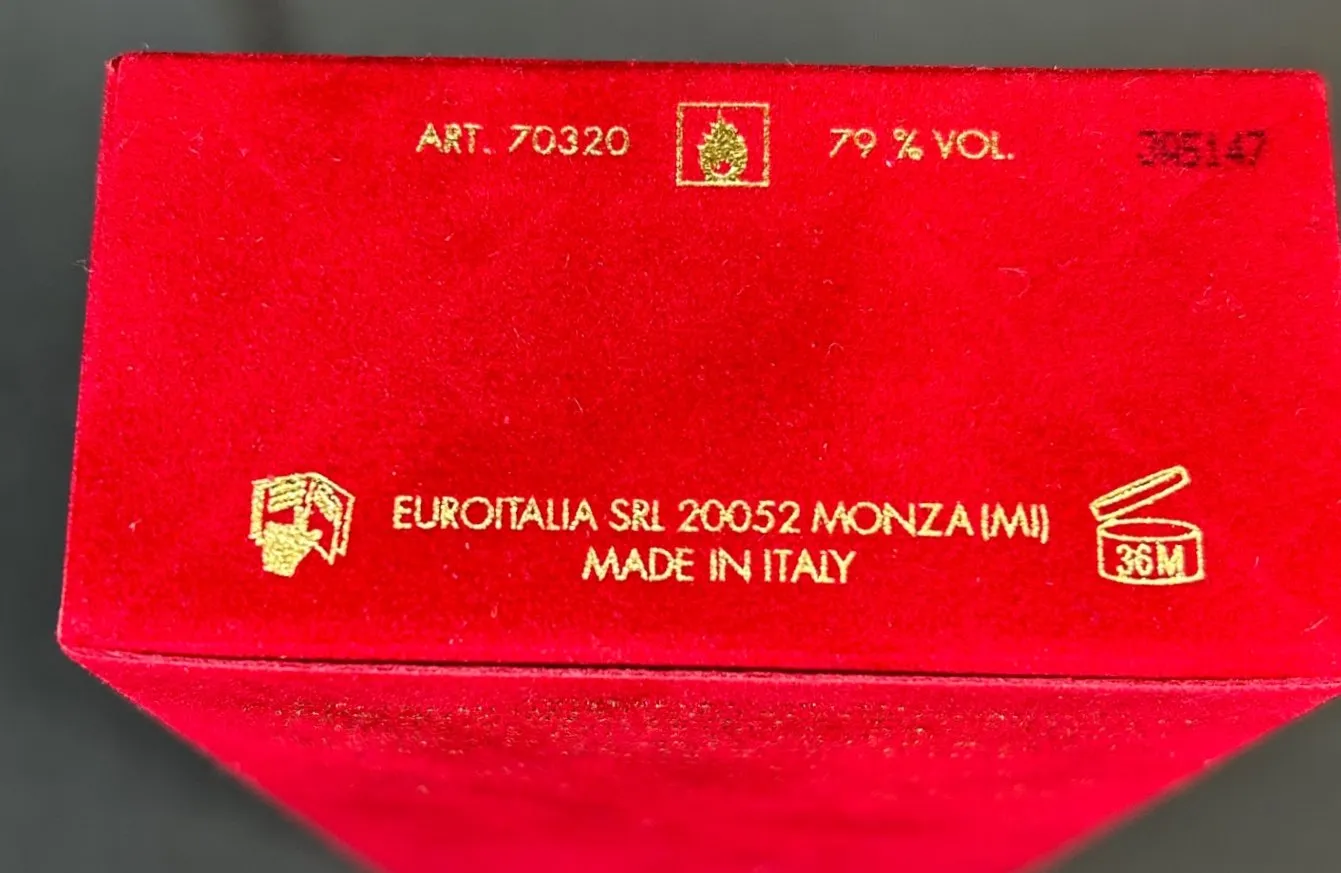 ART. 70320 79 % VOL. 395147
EUROITALIA SRL 20052 MONZA (MI)
MADE IN ITALY
36M